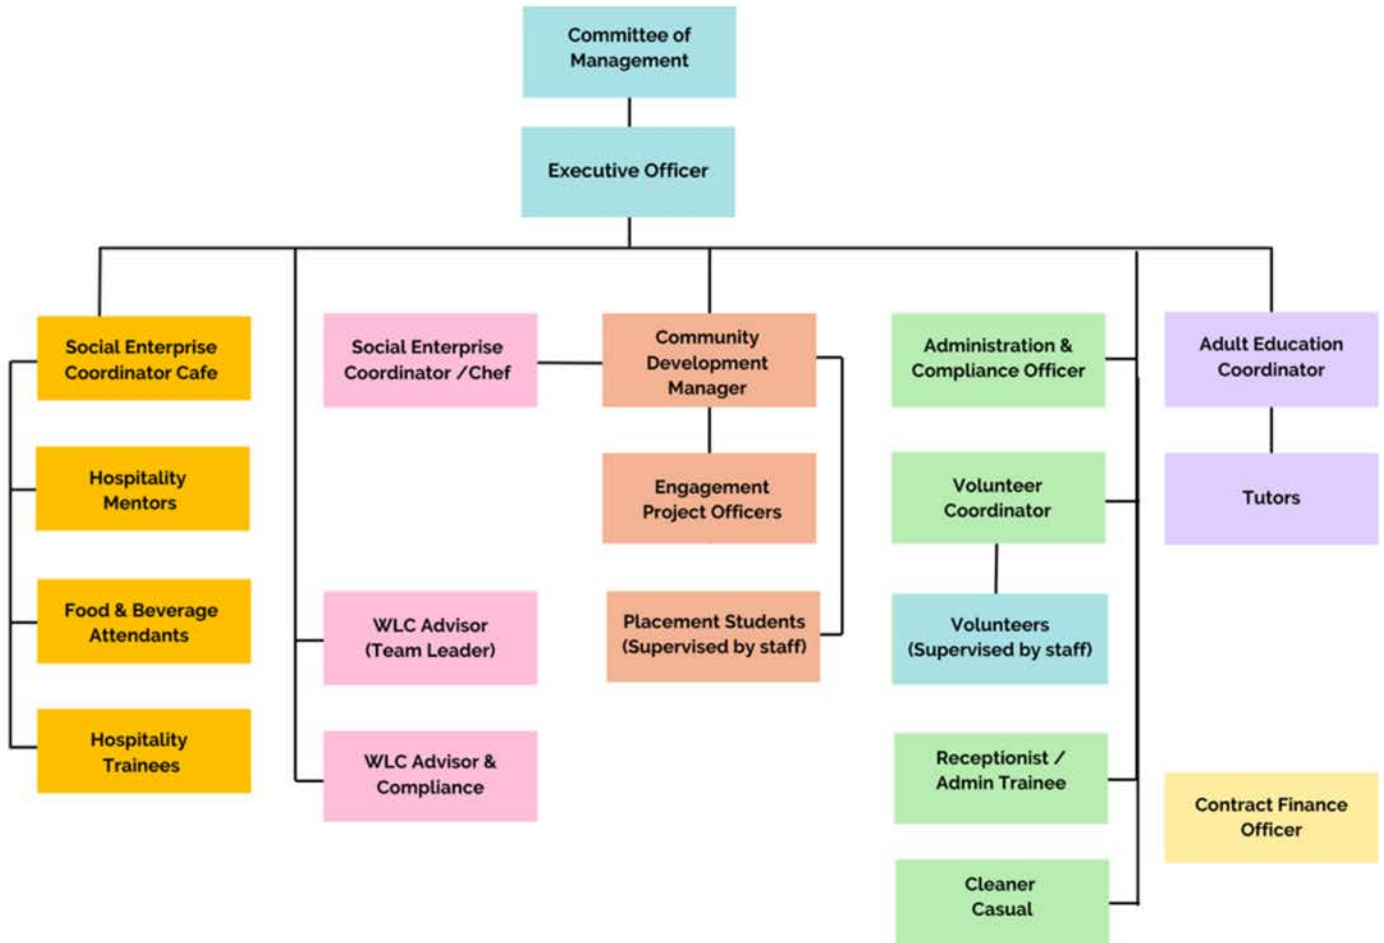 Committee of
Management
Executive Officer
Social Enterprise
Coordinator Cafe
Hospitality
Mentors
Food & Beverage
Attendants
Hospitality
Trainees
Social Enterprise
Coordinator /Chef
WLC Advisor
(Team Leader)
WLC Advisor &
Compliance
Community
Development
Manager
Engagement
Project Officers
Placement Students
(Supervised by staff)
Administration &
Compliance Officer
Volunteer
Coordinator
Volunteers
(Supervised by staff)
Receptionist /
Admin Trainee
Cleaner
Casual
Adult Education
Coordinator
Tutors
Contract Finance
Officer